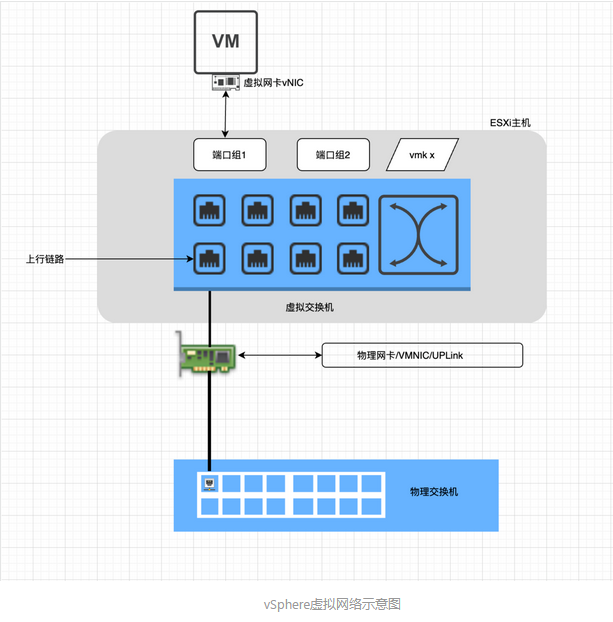 VM
虚拟网卡vNIC
ESXi主机
端口组1
端口组2
vmk x
上行链路
虚拟交换机
物理网卡/VMNIC/UPLink
物理交换机
vSphere虚拟网络示意图